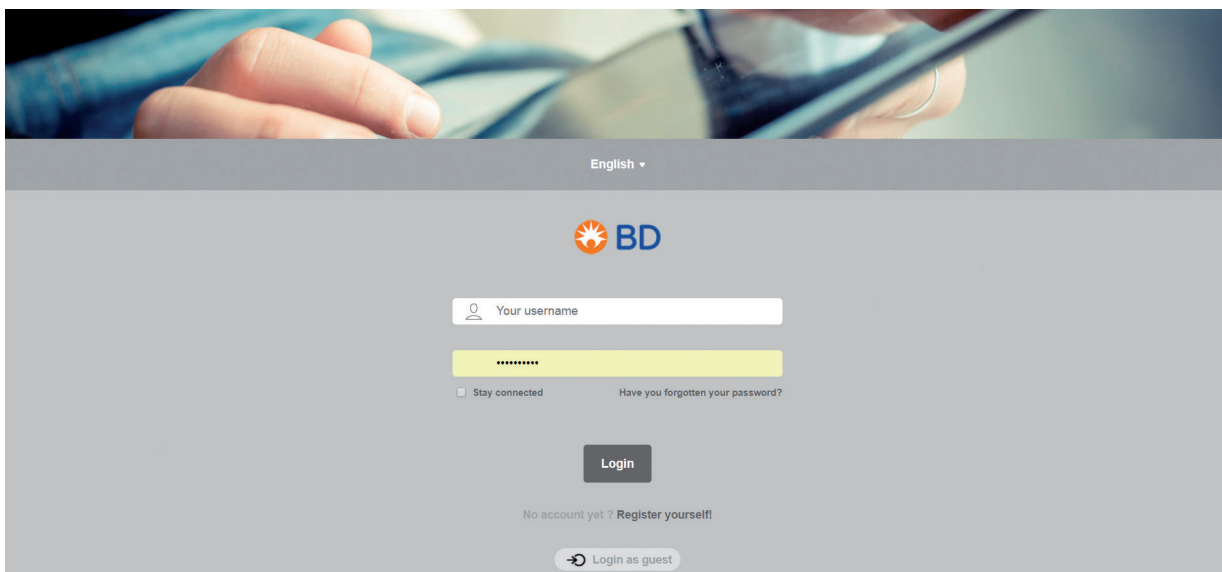 English
BD
Your username
••••••••••
Stay connected
Have you forgotten your password?
Login
No account yet ? Register yourself!
Login as guest